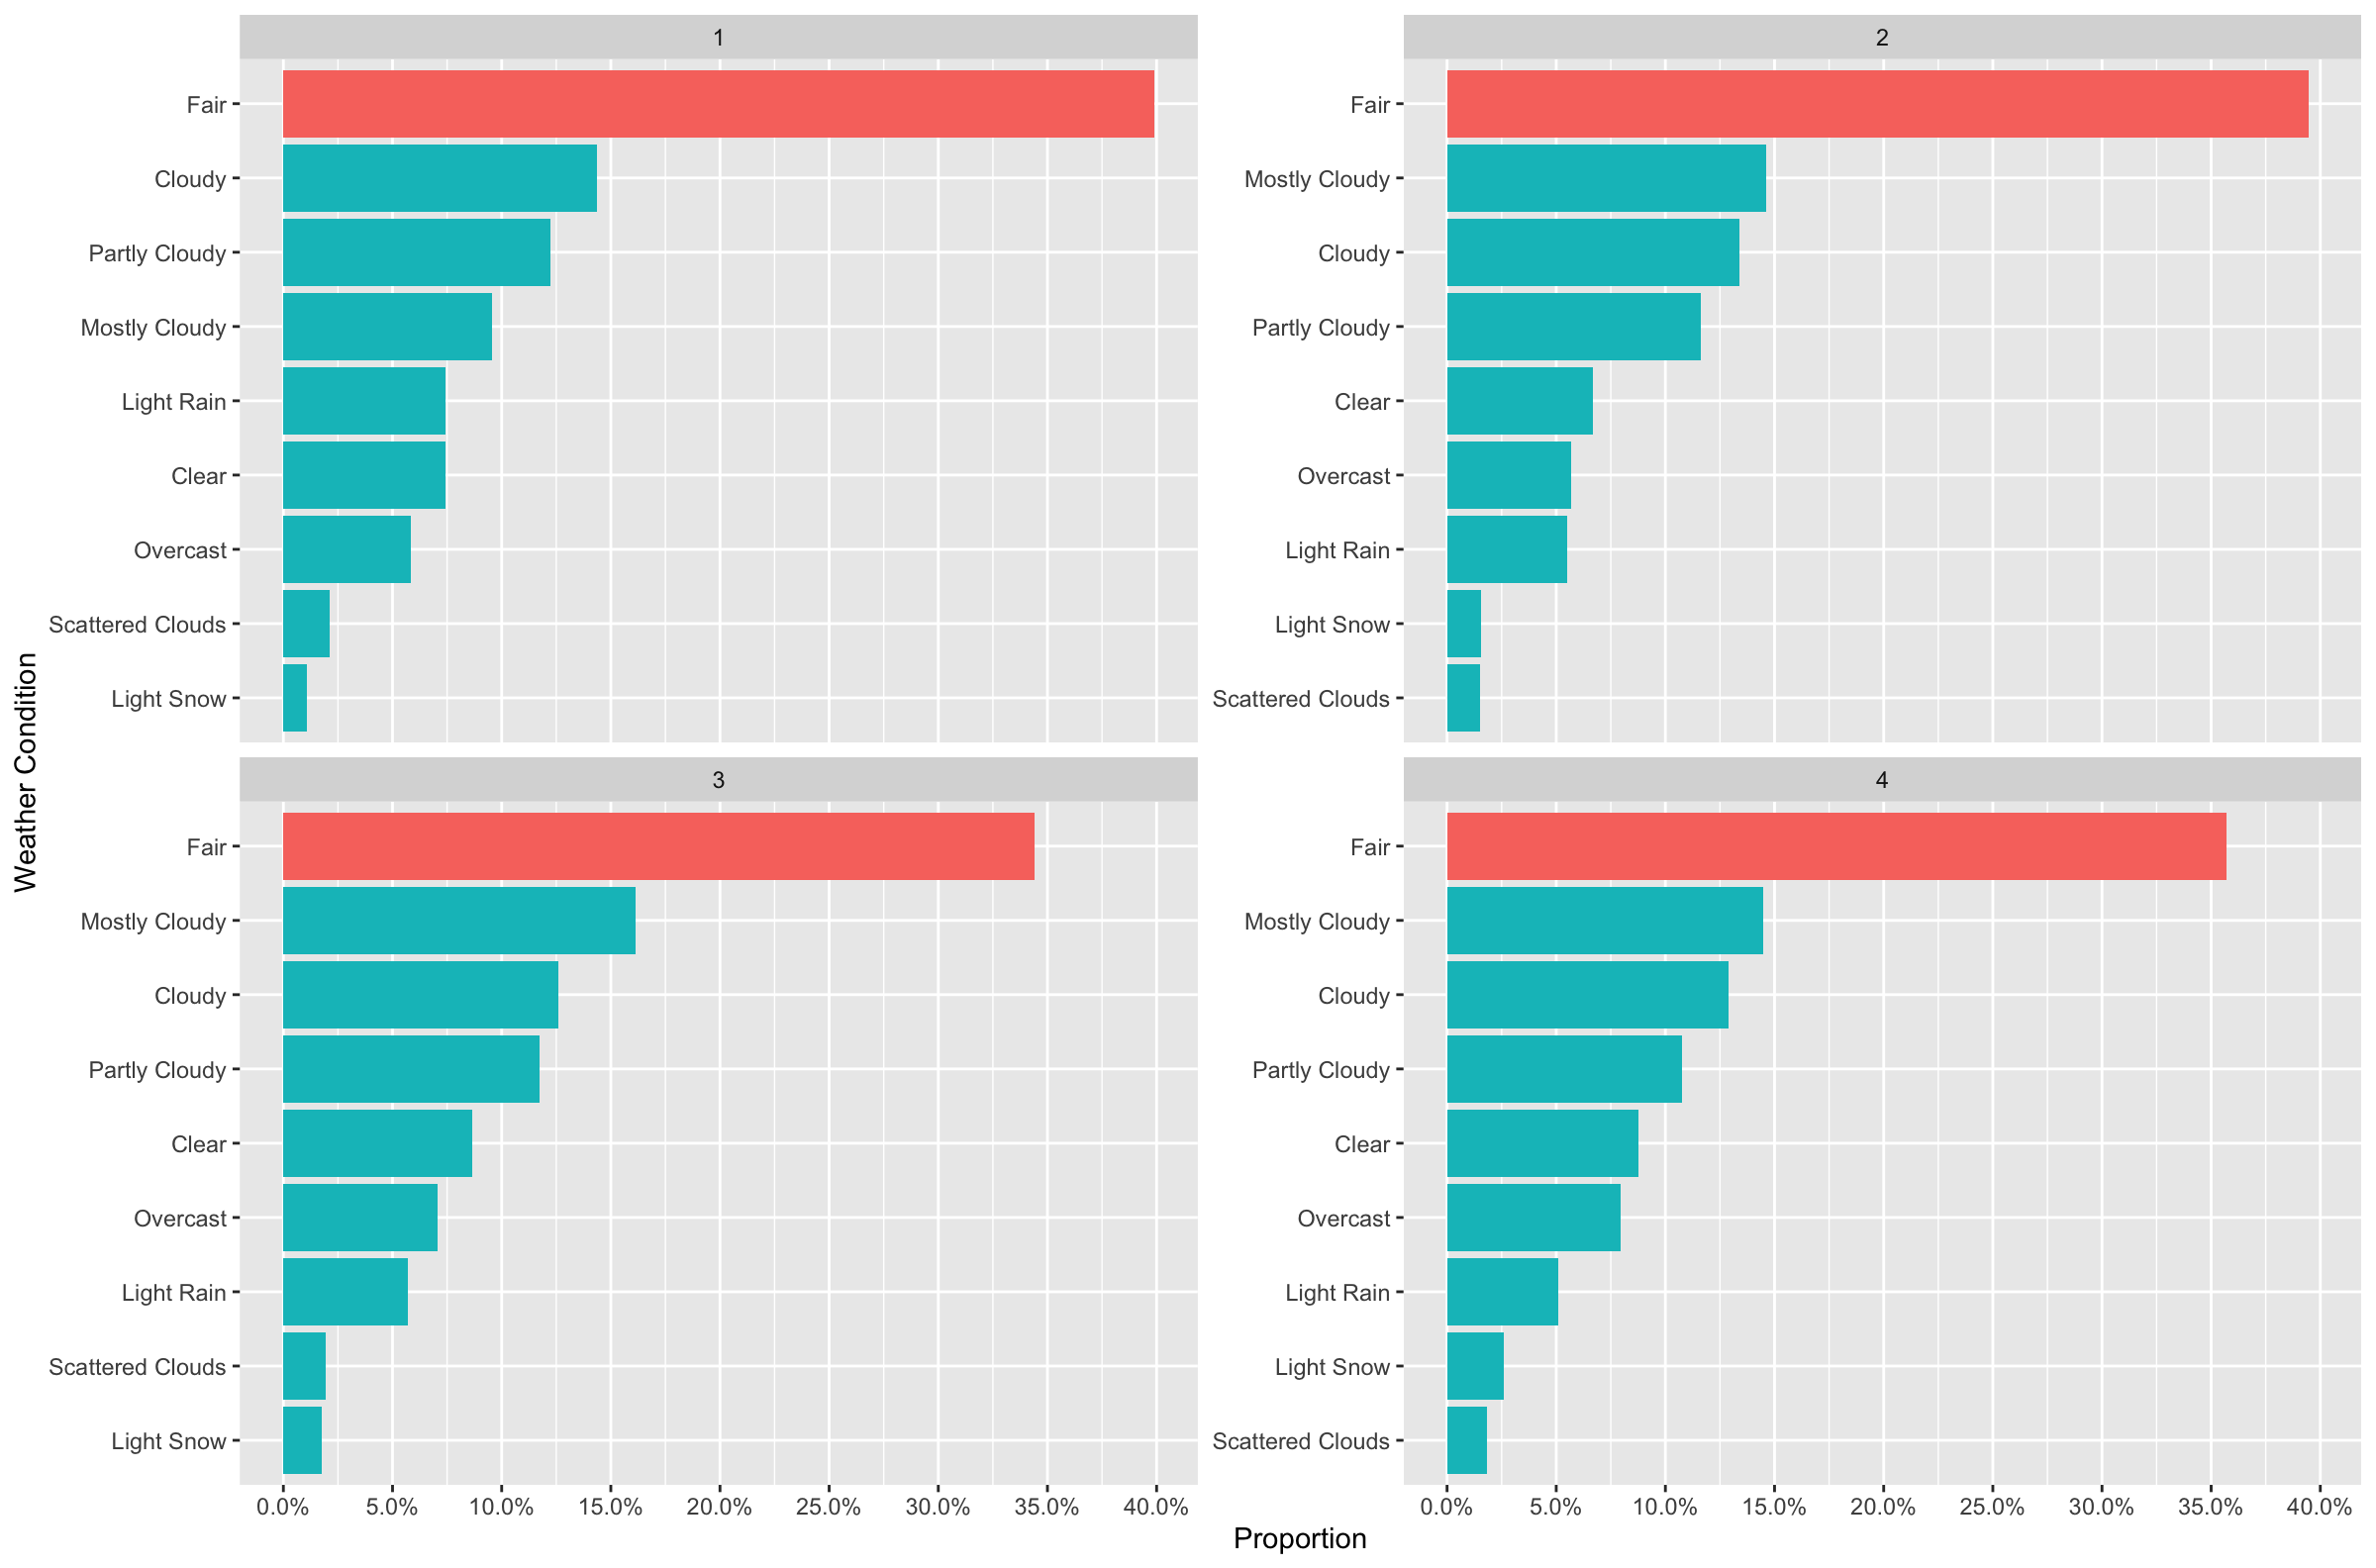 1
Fair
Cloudy
Partly Cloudy
Mostly Cloudy
Light Rain
Clear
Overcast
Scattered Clouds
Light Snow
2
Fair
Mostly Cloudy
Cloudy
Partly Cloudy
Clear
Overcast
Light Rain
Light Snow
Scattered Clouds
Weather Condition
3
Fair
Mostly Cloudy
Cloudy
Partly Cloudy
Clear
Overcast
Light Rain
Scattered Clouds
Light Snow
0.0% 5.0% 10.0% 15.0% 20.0% 25.0% 30.0% 35.0% 40.0%
4
Fair
Mostly Cloudy
Cloudy
Partly Cloudy
Clear
Overcast
Light Rain
Light Snow
Scattered Clouds
0.0% 5.0% 10.0% 15.0% 20.0% 25.0% 30.0% 35.0% 40.0%
Proportion